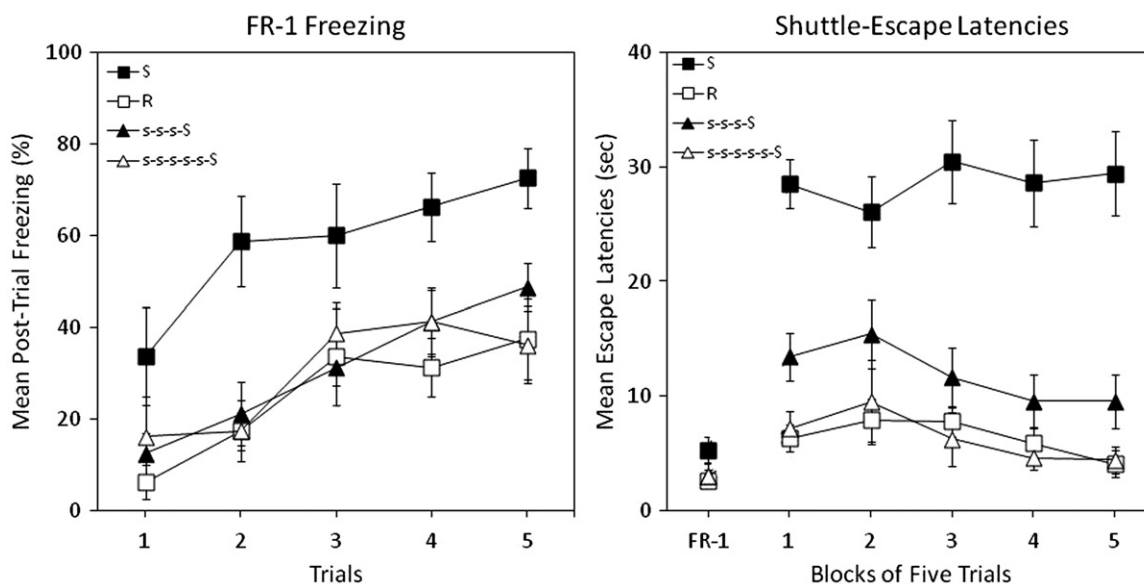 FR-1 Freezing
Mean Post-Trial Freezing (%)
100
80
60
40
20
0
S
R
s-s-s-S
s-s-s-s-s-S
1 2 3 4 5
Trials
Shuttle-Escape Latencies
Mean Escape Latencies (sec)
40
30
20
10
0
S
R
s-s-s-S
s-s-s-s-s-S
FR-1 1 2 3 4 5
Blocks of Five Trials